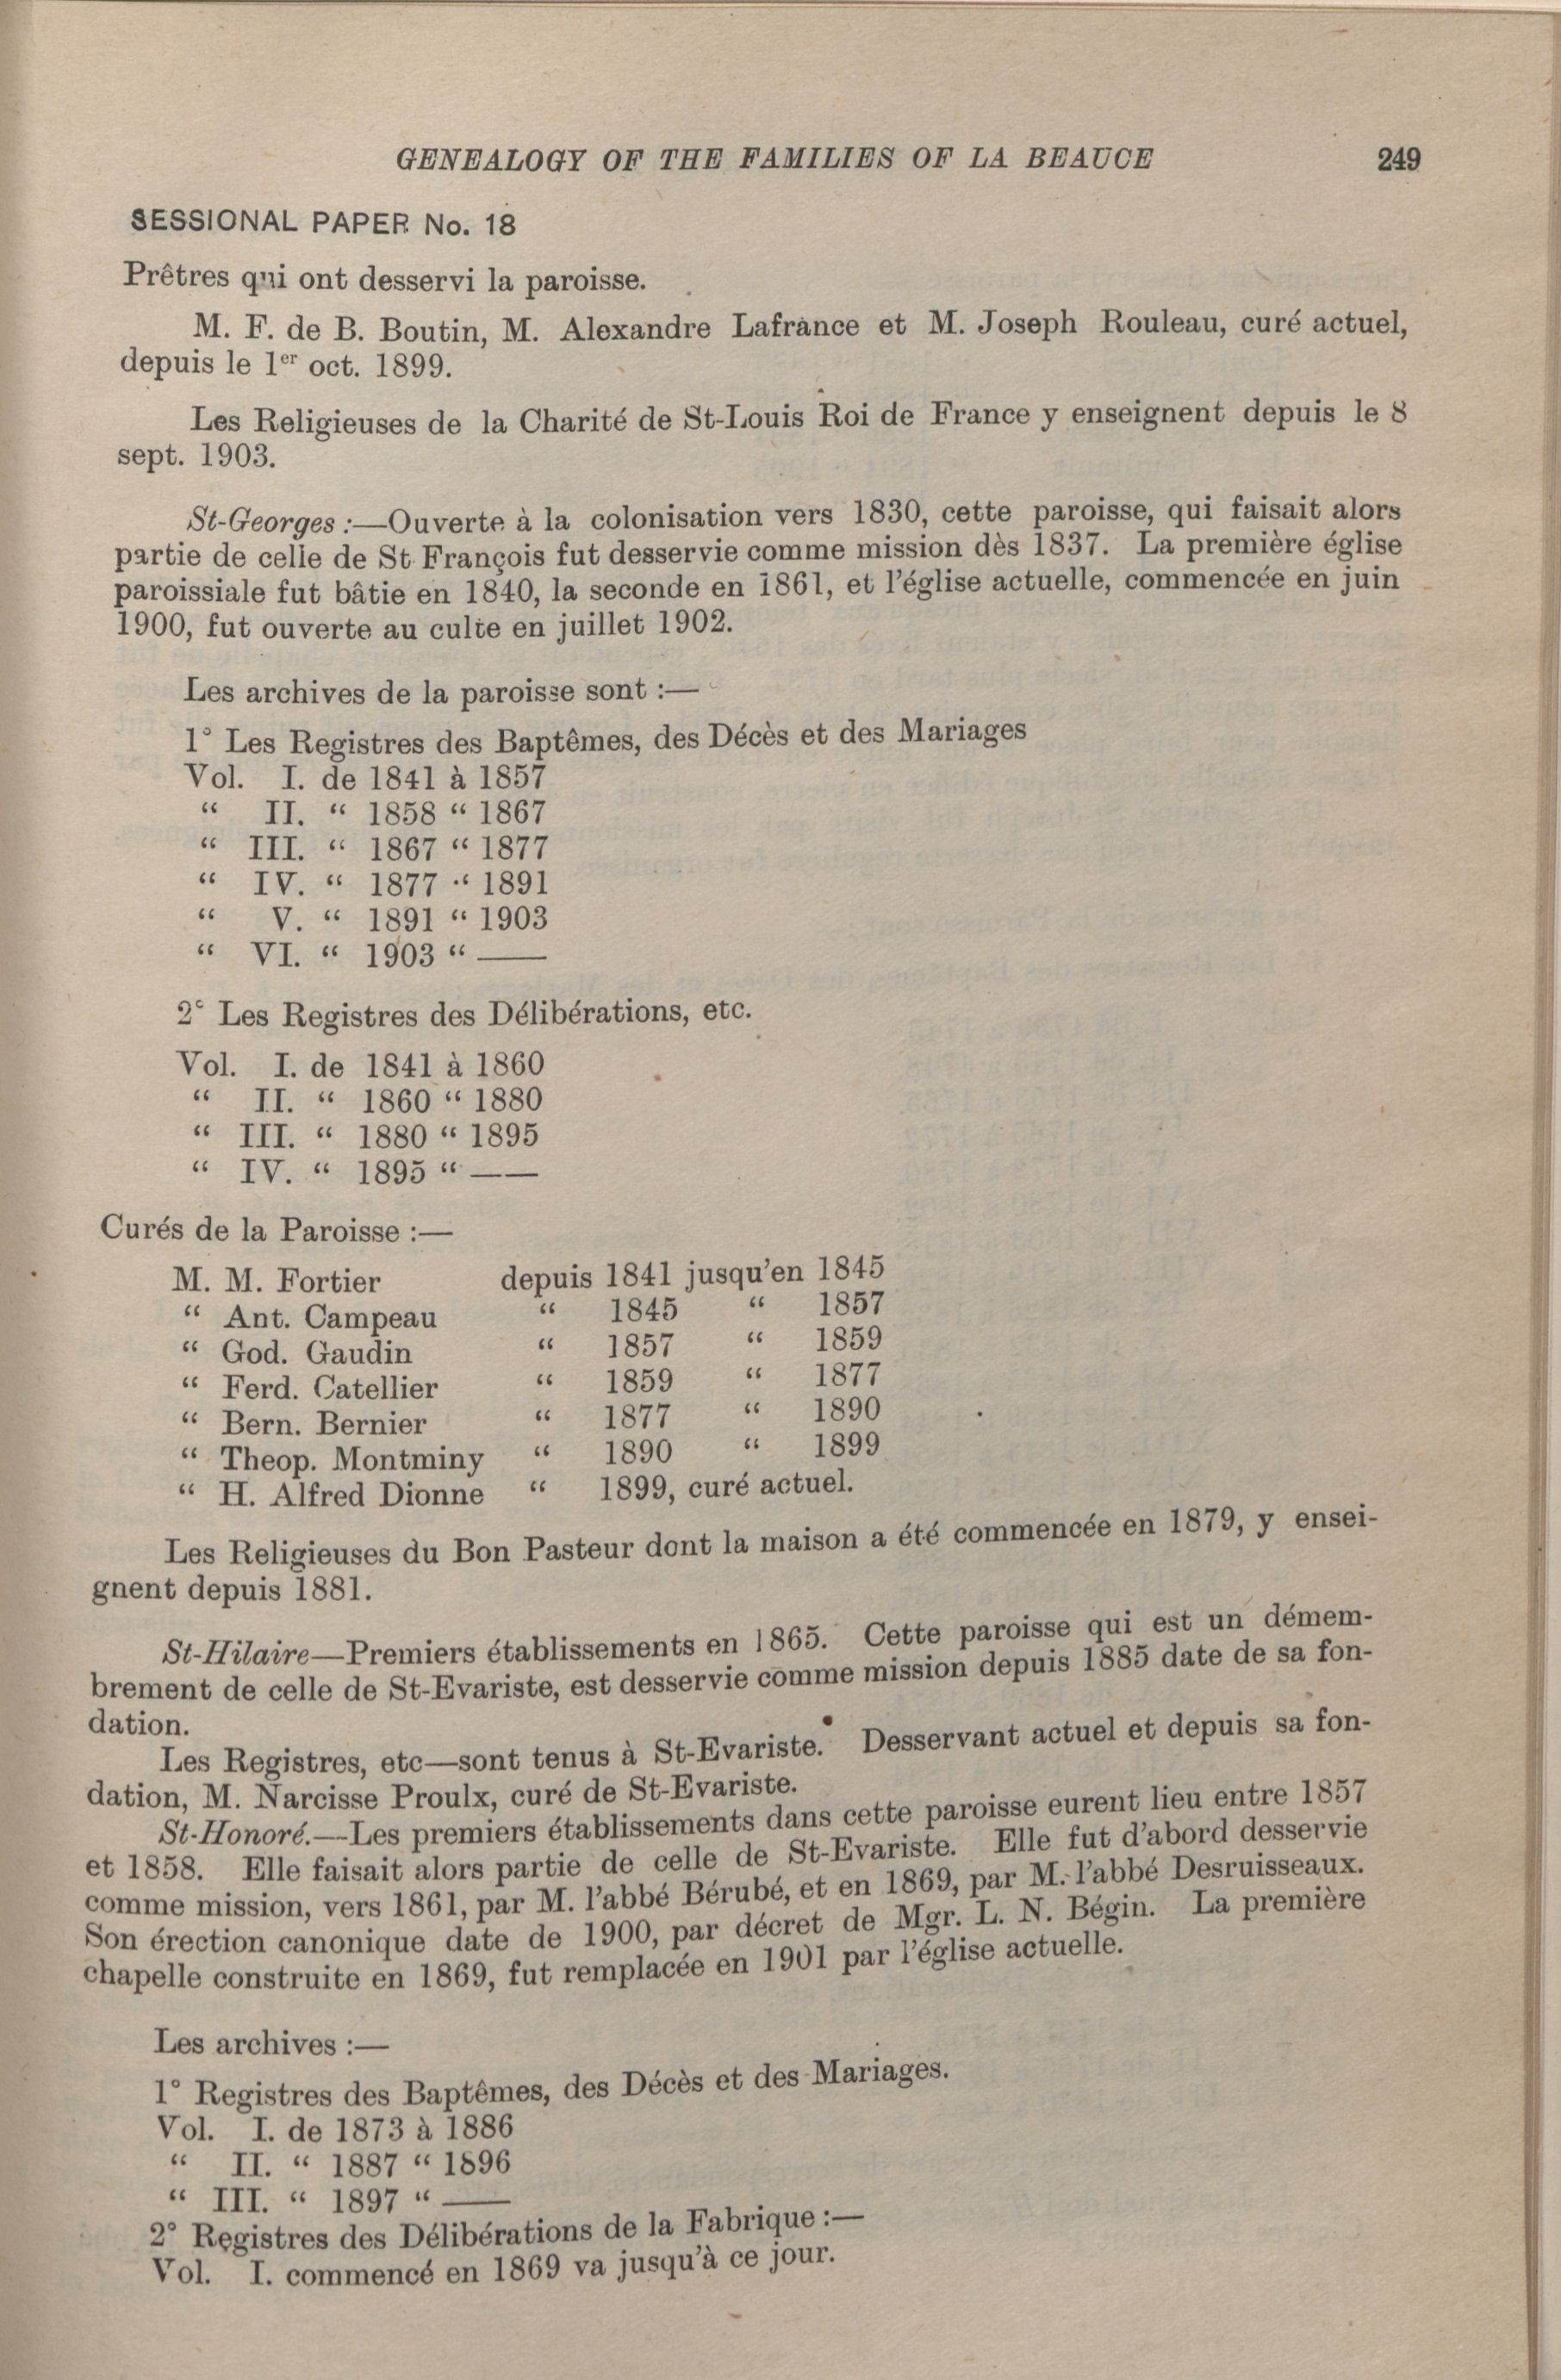 GENEALOGY OF THE FAMILIES OF LA BEAUCE 249
SESSIONAL PAPER No. 18
Prêtres qui ont desservi la paroisse.
M. F. de B. Boutin, M. Alexandre Lafrance et M. Joseph Rouleau, curé actuel,
depuis le 1er oct. 1899.
Les Religieuses de la Charité de St-Louis Roi de France y enseignent depuis le 8
sept. 1903.
St-Georges :—Ouverte à la colonisation vers 1830, cette paroisse, qui faisait alors
partie de celle de St François fut desservie comme mission dès 1837. La première église
paroissiale fut bâtie en 1840, la seconde en 1861, et l'église actuelle, commencée en juin
1900, fut ouverte au culte en juillet 1902.
Les archives de la paroisse sont :—
1° Les Registres des Baptêmes, des Décès et des Mariages
Vol. I. de 1841 à 1857
“ II. “ 1858 “ 1867
“ III. “ 1867 “ 1877
“ IV. “ 1877 “ 1891
“ V. “ 1891 “ 1903
“ VI. “ 1903 “ ——
2° Les Registres des Délibérations, etc.
Vol. I. de 1841 à 1860
“ II. “ 1860 “ 1880
“ III. “ 1880 “ 1895
“ IV. “ 1895 “ ——
Curés de la Paroisse :—
M. M. Fortier depuis 1841 jusqu'en 1845
“ Ant. Campeau “ 1845 “ 1857
“ God. Gaudin “ 1857 “ 1859
“ Ferd. Catellier “ 1859 “ 1877
“ Bern. Bernier “ 1877 “ 1890
“ Theop. Montminy “ 1890 “ 1899
“ H. Alfred Dionne “ 1899, curé actuel.
Les Religieuses du Bon Pasteur dont la maison a été commencée en 1879, y ensei-
gnent depuis 1881.
St-Hilaire—Premiers établissements en 1865. Cette paroisse qui est un démem-
brement de celle de St-Evariste, est desservie comme mission depuis 1885 date de sa fon-
dation.
Les Registres, etc—sont tenus à St-Evariste. Desservant actuel et depuis sa fon-
dation, M. Narcisse Proulx, curé de St-Evariste.
St-Honoré.—Les premiers établissements dans cette paroisse eurent lieu entre 1857
et 1858. Elle faisait alors partie de celle de St-Evariste. Elle fut d'abord desservie
comme mission, vers 1861, par M. l'abbé Bérubé, et en 1869, par M. l'abbé Desruisseaux.
Son érection canonique date de 1900, par décret de Mgr. L. N. Bégin. La première
chapelle construite en 1869, fut remplacée en 1901 par l'église actuelle.
Les archives :—
1° Registres des Baptêmes, des Décès et des Mariages.
Vol. I. de 1873 à 1886
“ II. “ 1887 “ 1896
“ III. “ 1897 “ ——
2° Registres des Délibérations de la Fabrique :—
Vol. I. commencé en 1869 va jusqu'à ce jour.